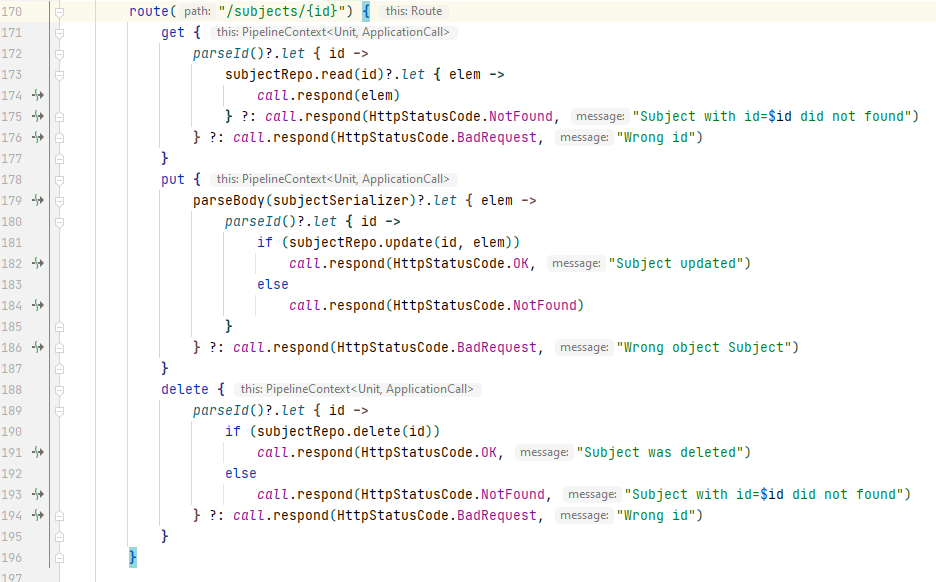 170 route( path: "/subjects/{id}") { this: Route
171 get { this: PipelineContext<Unit, ApplicationCall>
172 parseId()?.let { id ->
173 subjectRepo.read(id)?.let { elem ->
174 call.respond(elem)
175 } ?: call.respond(HttpStatusCode.NotFound, message: "Subject with id=$id did not found")
176 } ?: call.respond(HttpStatusCode.BadRequest, message: "Wrong id")
177 }
178 put { this: PipelineContext<Unit, ApplicationCall>
179 parseBody(subjectSerializer)?.let { elem ->
180 parseId()?.let { id ->
181 if (subjectRepo.update(id, elem))
182 call.respond(HttpStatusCode.OK, message: "Subject updated")
183 else
184 call.respond(HttpStatusCode.NotFound)
185 }
186 } ?: call.respond(HttpStatusCode.BadRequest, message: "Wrong object Subject")
187 }
188 delete { this: PipelineContext<Unit, ApplicationCall>
189 parseId()?.let { id ->
190 if (subjectRepo.delete(id))
191 call.respond(HttpStatusCode.OK, message: "Subject was deleted")
192 else
193 call.respond(HttpStatusCode.NotFound, message: "Subject with id=$id did not found")
194 } ?: call.respond(HttpStatusCode.BadRequest, message: "Wrong id")
195 }
196 }
197